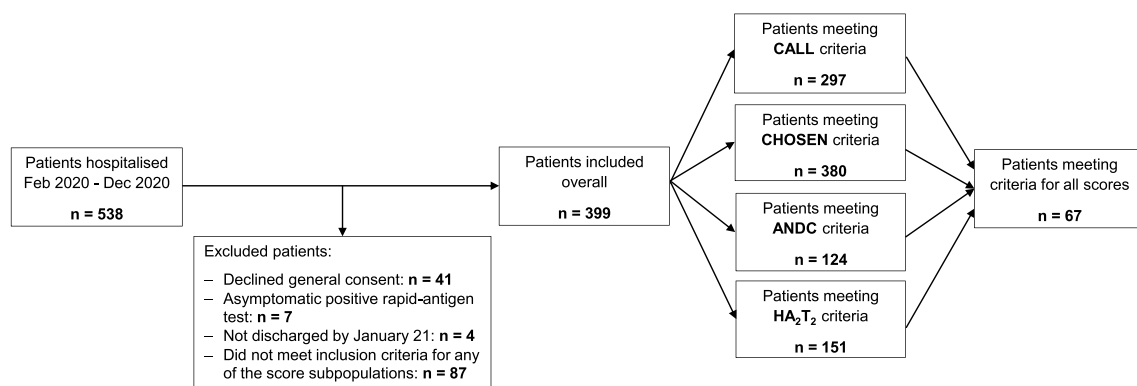 Patients hospitalised
Feb 2020 - Dec 2020
n = 538
Excluded patients:
– Declined general consent: n = 41
– Asymptomatic positive rapid-antigen
test: n = 7
– Not discharged by January 21: n = 4
– Did not meet inclusion criteria for any
of the score subpopulations: n = 87
Patients included
overall
n = 399
Patients meeting
CALL criteria
n = 297
Patients meeting
CHOSEN criteria
n = 380
Patients meeting
ANDC criteria
n = 124
Patients meeting
HA₂T₂ criteria
n = 151
Patients meeting
criteria for all scores
n = 67